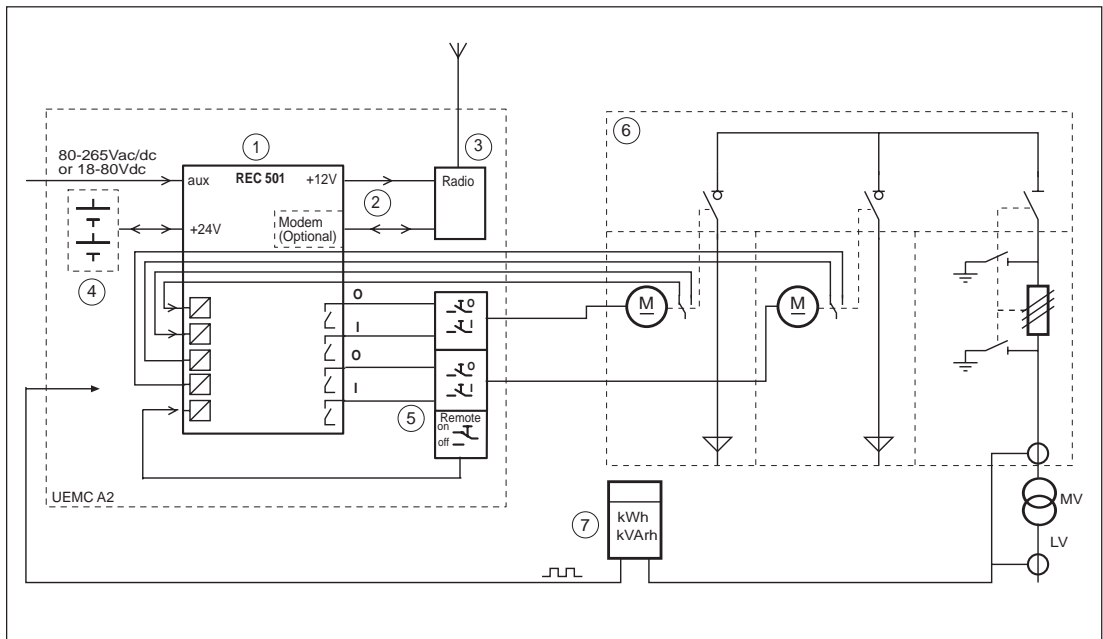 80-265Vac/dc
or 18-80Vdc
1
aux
REC 501
+12V
3
Radio
2
Modem
(Optional)
+24V
4
6
M
M
O
I
O
I
O
I
O
I
5
Remote
on
off
UEMC A2
7
kWh
kVArh
MV
LV